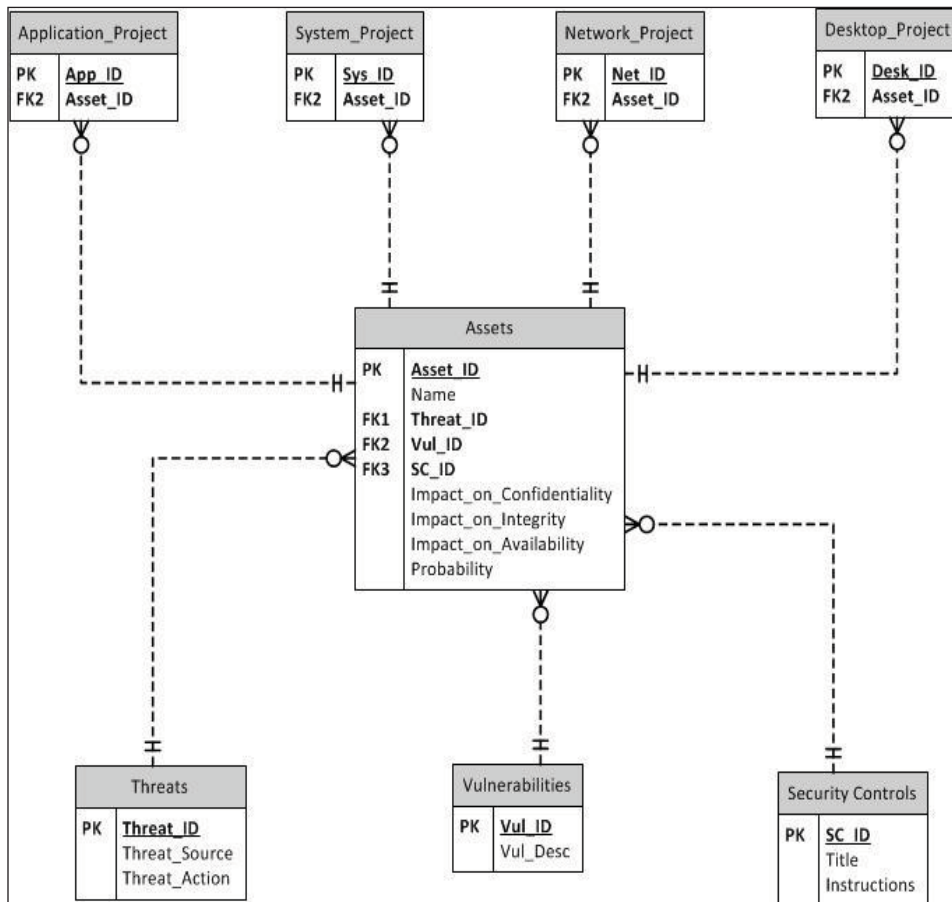 Application_Project
PK App_ID
FK2 Asset_ID
System_Project
PK Sys_ID
FK2 Asset_ID
Network_Project
PK Net_ID
FK2 Asset_ID
Desktop_Project
PK Desk_ID
FK2 Asset_ID
Assets
PK Asset_ID
Name
FK1 Threat_ID
FK2 Vul_ID
FK3 SC_ID
Impact_on_Confidentiality
Impact_on_Integrity
Impact_on_Availability
Probability
Threats
PK Threat_ID
Threat_Source
Threat_Action
Vulnerabilities
PK Vul_ID
Vul_Desc
Security Controls
PK SC_ID
Title
Instructions